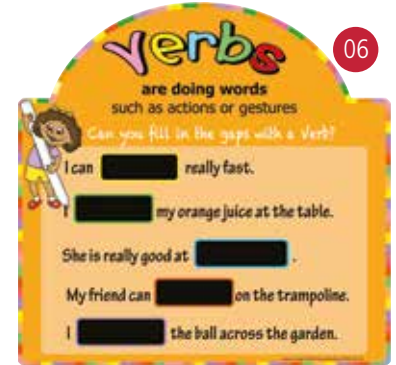 verbs
06
are doing words
such as actions or gestures
Can you fill in the gaps with a Verb?
I can really fast.
I my orange juice at the table.
She is really good at .
My friend can on the trampoline.
I the ball across the garden.